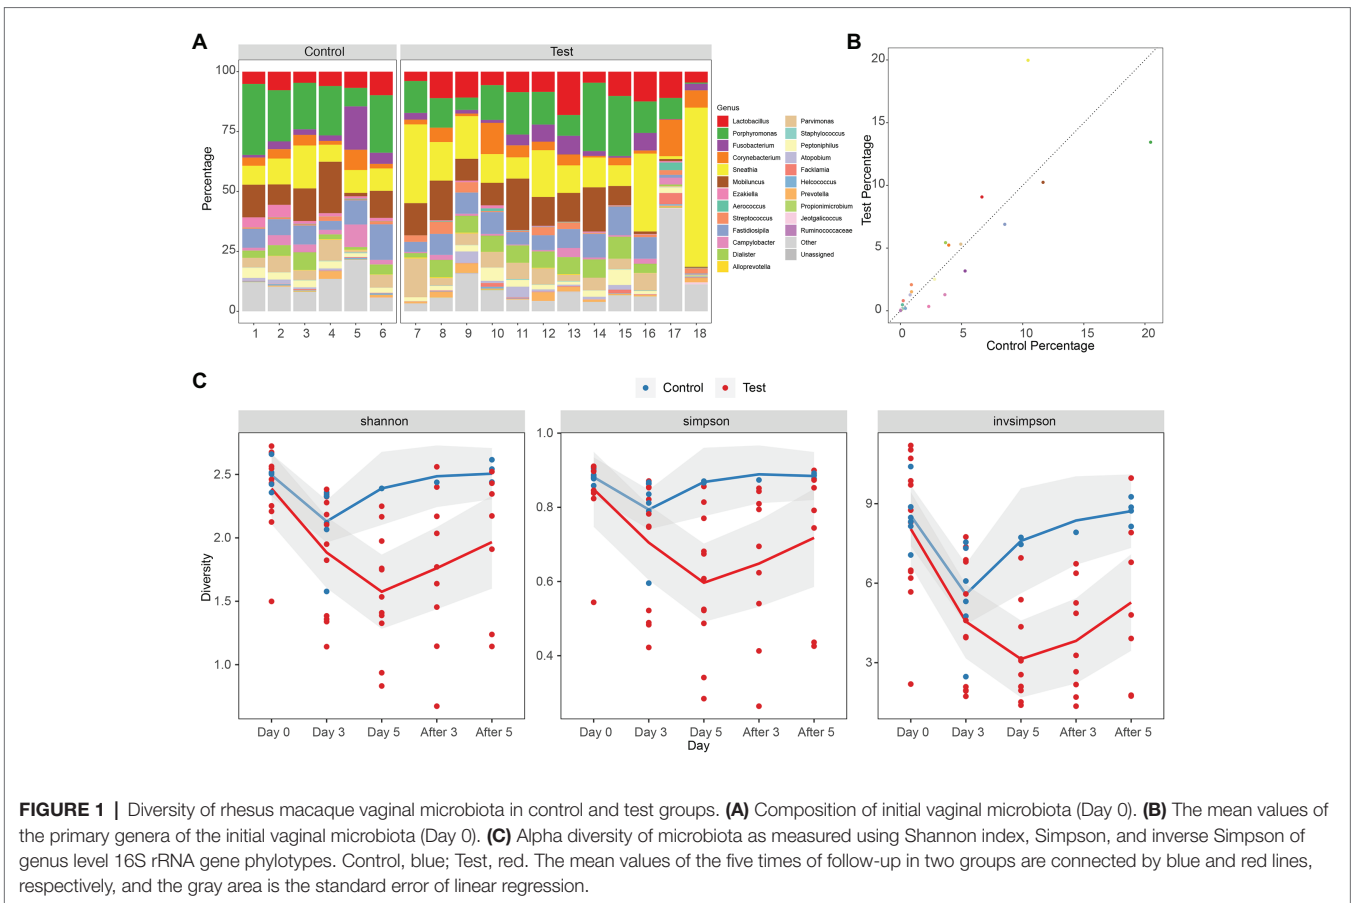 A
Control
Test
100
75
50
25
0
Percentage
1 2 3 4 5 6 7 8 9 10 11 12 13 14 15 16 17 18
Genus
Lactobacillus
Porphyromonas
Fusobacterium
Corynebacterium
Sneathia
Mobiluncus
Ezakiella
Aerococcus
Streptococcus
Fastidiosipila
Campylobacter
Dialister
Alloprevotella
Parvimonas
Staphylococcus
Peptoniphilus
Atopobium
Facklamia
Helcococcus
Prevotella
Propionimicrobium
Jeotgalicoccus
Ruminococcaceae
Other
Unassigned
B
20
15
10
5
0
Test Percentage
0 5 10 15 20
Control Percentage
C
Control Test
shannon
2.5
2.0
1.5
1.0
Diversity
Day 0 Day 3 Day 5 After 3 After 5
simpson
1.0
0.8
0.6
0.4
Day 0 Day 3 Day 5 After 3 After 5
Day
invsimpson
9
6
3
Day 0 Day 3 Day 5 After 3 After 5
FIGURE 1 | Diversity of rhesus macaque vaginal microbiota in control and test groups. (A) Composition of initial vaginal microbiota (Day 0). (B) The mean values of
the primary genera of the initial vaginal microbiota (Day 0). (C) Alpha diversity of microbiota as measured using Shannon index, Simpson, and inverse Simpson of
genus level 16S rRNA gene phylotypes. Control, blue; Test, red. The mean values of the five times of follow-up in two groups are connected by blue and red lines,
respectively, and the gray area is the standard error of linear regression.